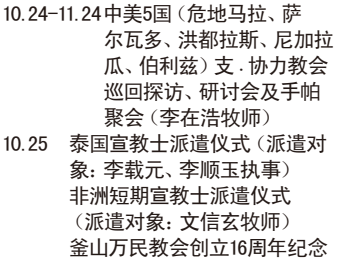 10.24-11.24中美5国（危地马拉、萨
尔瓦多、洪都拉斯、尼加拉
瓜、伯利兹）支．协力教会
巡回探访、研讨会及手帕
聚会（李在浩牧师）
10.25 泰国宣教士派遣仪式（派遣对
象：李载元、李顺玉执事）
非洲短期宣教士派遣仪式
（派遣对象：文信玄牧师）
釜山万民教会创立16周年纪念